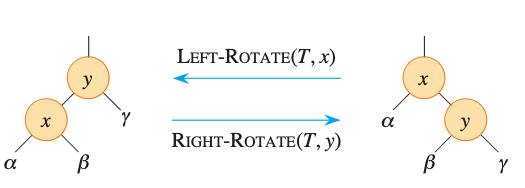 LEFT-ROTATE(T, x)
y
x
x
α
γ
RIGHT-ROTATE(T, y)
y
α
β
β
γ